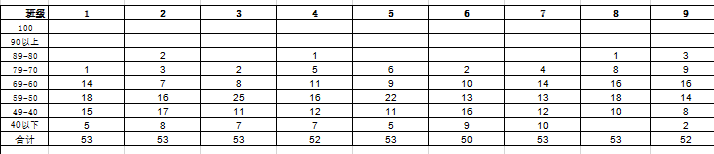 班级 1 2 3 4 5 6 7 8 9
100
90以上
89-80 2 1 1 3
79-70 1 3 2 5 6 2 4 8 9
69-60 14 7 8 11 9 10 14 16 16
59-50 18 16 25 16 22 13 13 18 14
49-40 15 17 11 12 11 16 12 10 8
40以下 5 8 7 7 5 9 10 2
合计 53 53 53 52 53 50 53 53 52